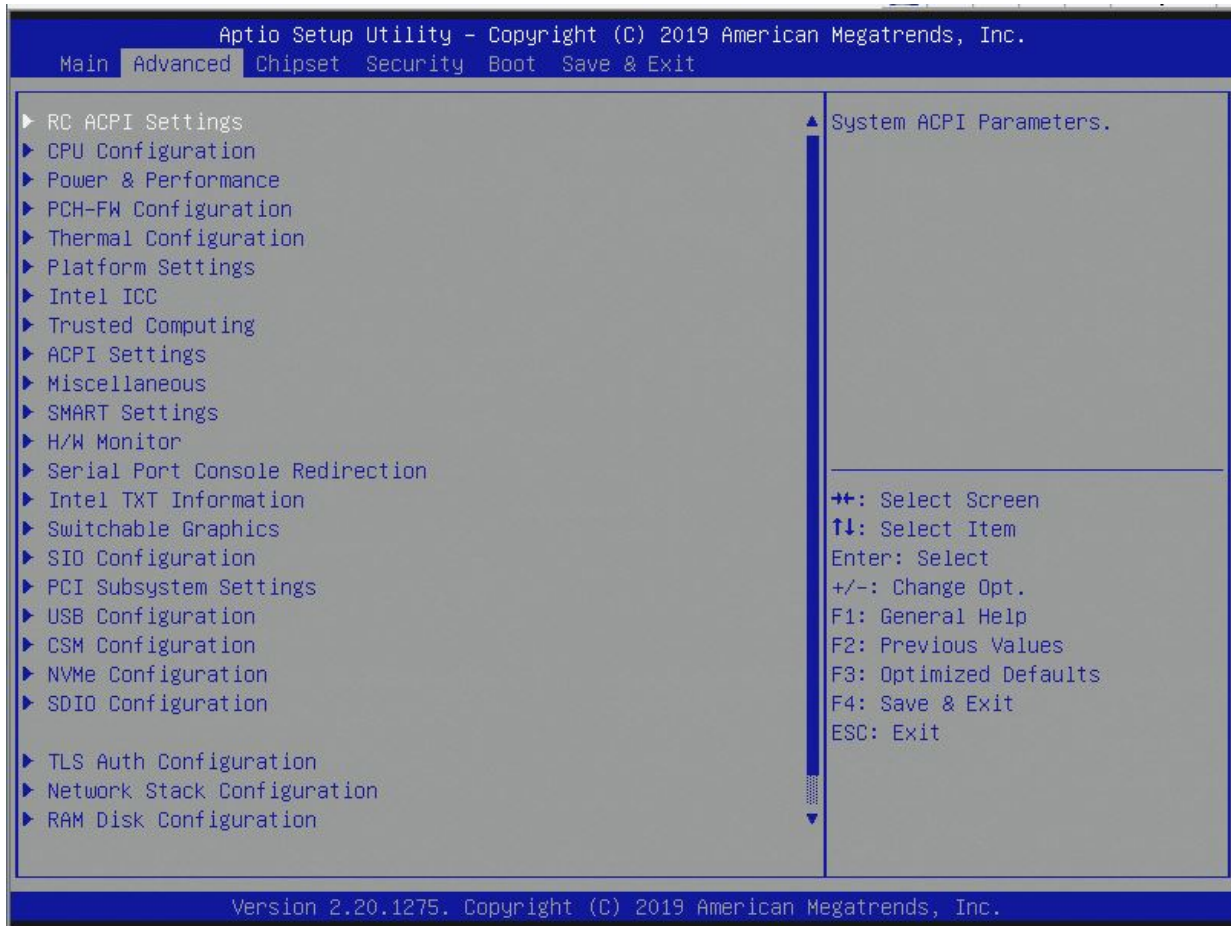 Aptio Setup Utility – Copyright (C) 2019 American Megatrends, Inc.
Main Advanced Chipset Security Boot Save & Exit
RC ACPI Settings
CPU Configuration
Power & Performance
PCH-FW Configuration
Thermal Configuration
Platform Settings
Intel ICC
Trusted Computing
ACPI Settings
Miscellaneous
SMART Settings
H/W Monitor
Serial Port Console Redirection
Intel TXT Information
Switchable Graphics
SIO Configuration
PCI Subsystem Settings
USB Configuration
CSM Configuration
NVMe Configuration
SDIO Configuration
TLS Auth Configuration
Network Stack Configuration
RAM Disk Configuration
System ACPI Parameters.
→←: Select Screen
↑↓: Select Item
Enter: Select
+/-: Change Opt.
F1: General Help
F2: Previous Values
F3: Optimized Defaults
F4: Save & Exit
ESC: Exit
Version 2.20.1275. Copyright (C) 2019 American Megatrends, Inc.